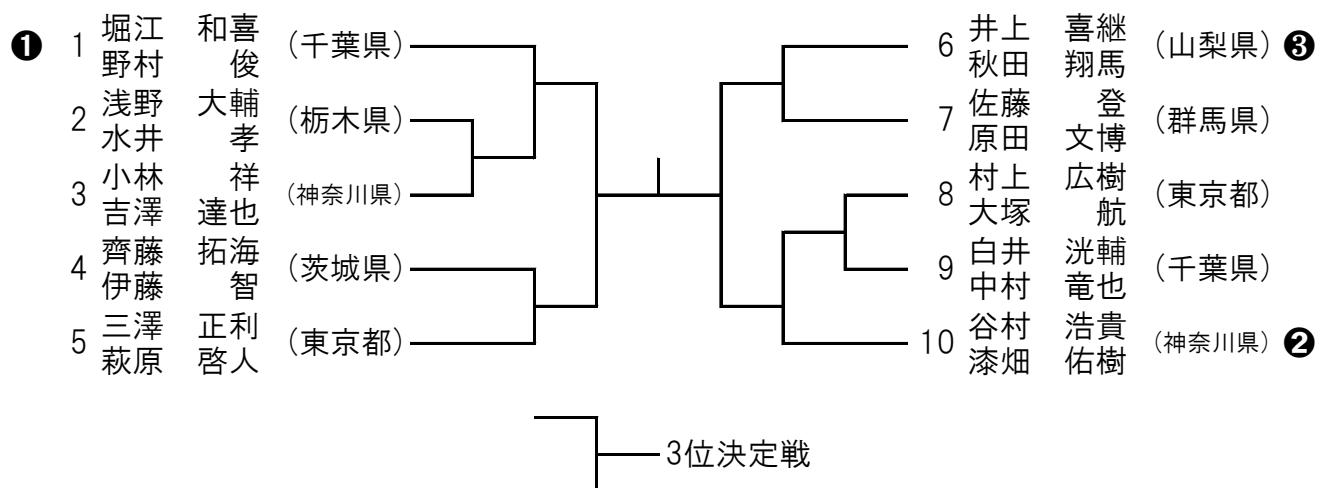 ❶ 1 堀江 和喜 (千葉県)
野村 俊
2 浅野 大輔 (栃木県)
水井 孝
3 小林 祥 (神奈川県)
吉澤 達也
4 齊藤 拓海 (茨城県)
伊藤 智
5 三澤 正利 (東京都)
萩原 啓人
6 井上 喜継 (山梨県) ❸
秋田 翔馬
7 佐藤 登 (群馬県)
原田 文博
8 村上 広樹 (東京都)
大塚 航
9 白井 洸輔 (千葉県)
中村 竜也
10 谷村 浩貴 (神奈川県) ❷
漆畑 佑樹
3位決定戦